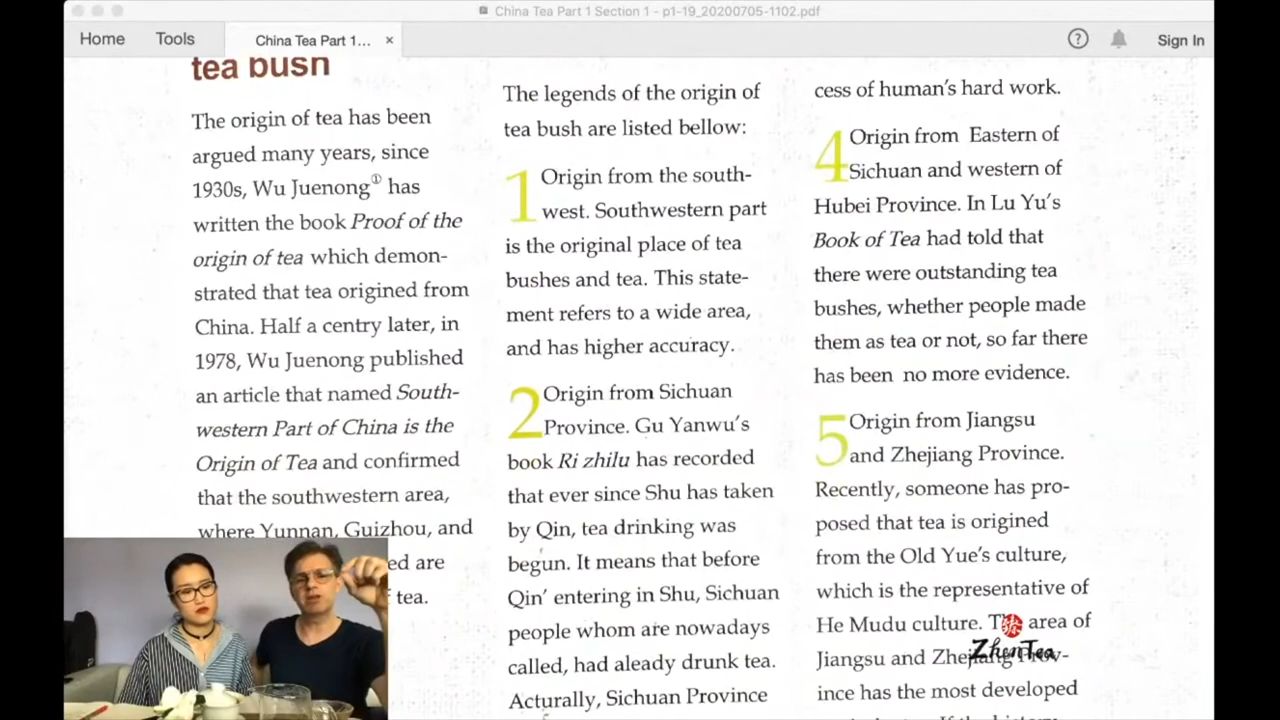 China Tea Part 1 Section 1 - p1-19_20200705-1102.pdf
Home
Tools
China Tea Part 1...
×
?
Sign In
tea bush
The origin of tea has been
argued many years, since
1930s, Wu Juenong① has
written the book Proof of the
origin of tea which demon-
strated that tea origined from
China. Half a centry later, in
1978, Wu Juenong published
an article that named South-
western Part of China is the
Origin of Tea and confirmed
that the southwestern area,
where Yunnan, Guizhou, and
ed are
tea.
The legends of the origin of
tea bush are listed bellow:
1 Origin from the south-
west. Southwestern part
is the original place of tea
bushes and tea. This state-
ment refers to a wide area,
and has higher accuracy.
2 Origin from Sichuan
Province. Gu Yanwu's
book Ri zhilu has recorded
that ever since Shu has taken
by Qin, tea drinking was
begun. It means that before
Qin' entering in Shu, Sichuan
people whom are nowadays
called, had aleady drunk tea.
Acturally, Sichuan Province
cess of human's hard work.
4 Origin from Eastern of
Sichuan and western of
Hubei Province. In Lu Yu's
Book of Tea had told that
there were outstanding tea
bushes, whether people made
them as tea or not, so far there
has been no more evidence.
5 Origin from Jiangsu
and Zhejiang Province.
Recently, someone has pro-
posed that tea is origined
from the Old Yue's culture,
which is the representative of
He Mudu culture. The area of
Jiangsu and Zhejiang Prov-
ince has the most developed
ZhenTea